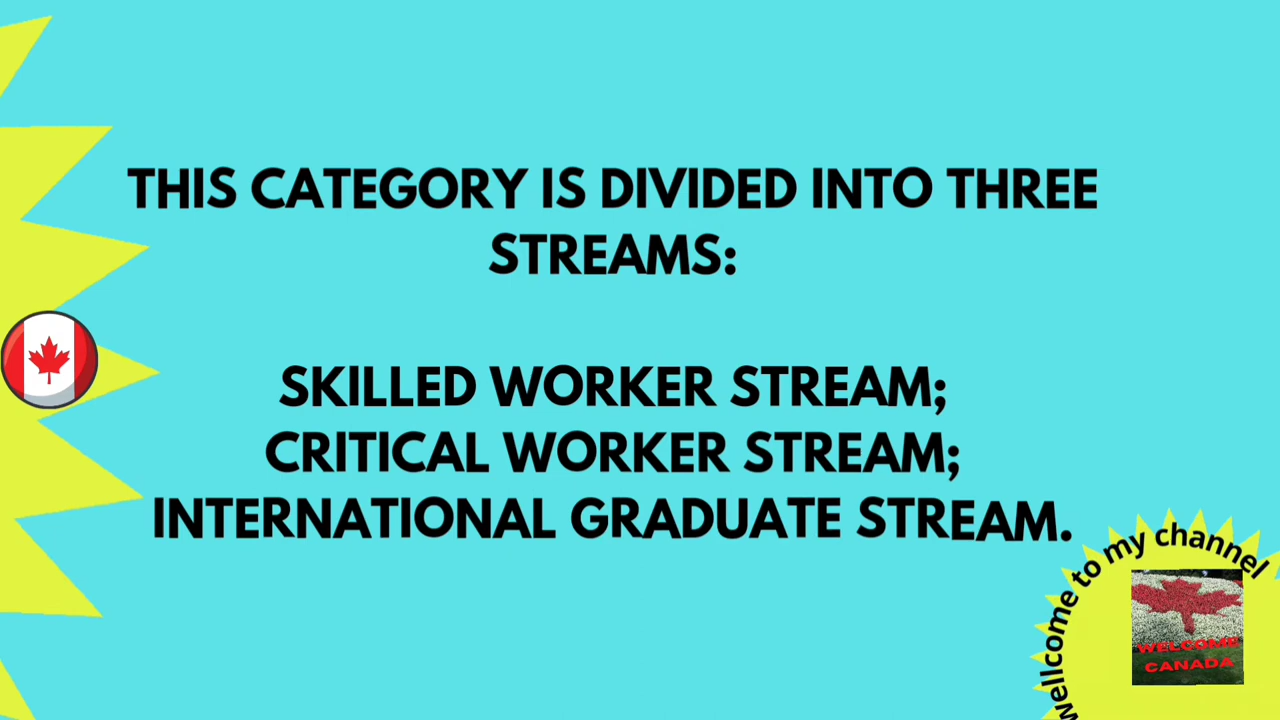 THIS CATEGORY IS DIVIDED INTO THREE
STREAMS:
SKILLED WORKER STREAM;
CRITICAL WORKER STREAM;
INTERNATIONAL GRADUATE STREAM.
wellcome to my channel
WELCOME
CANADA